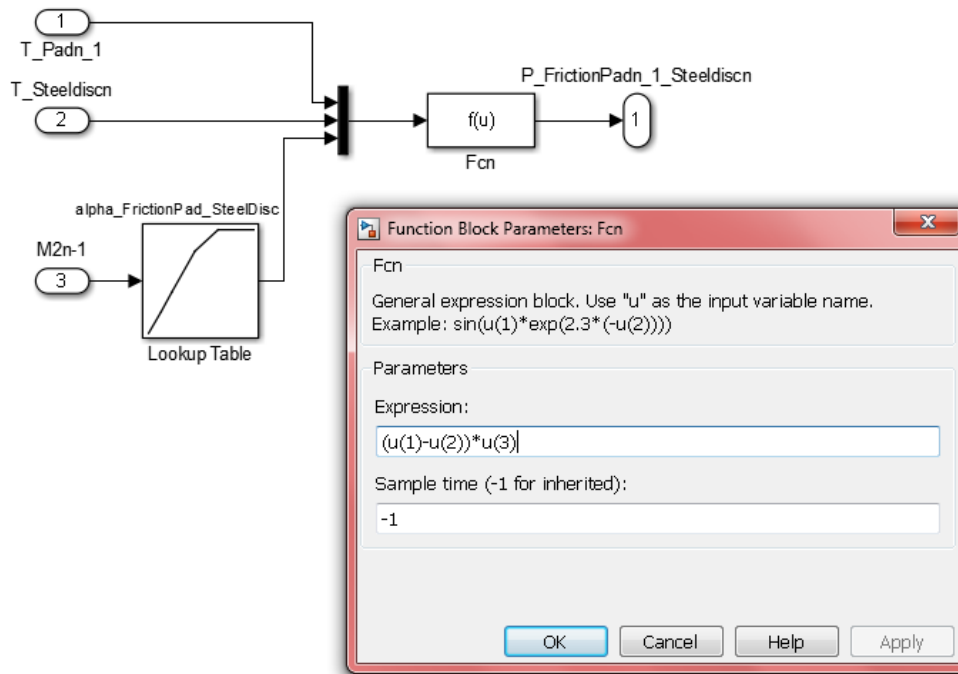 1
T_Padn_1
T_Steeldiscn
2
P_FrictionPadn_1_Steeldiscn
f(u)
1
Fcn
alpha_FrictionPad_SteelDisc
M2n-1
3
Lookup Table
Function Block Parameters: Fcn
Fcn
General expression block. Use "u" as the input variable name.
Example: sin(u(1)*exp(2.3*(-u(2))))
Parameters
Expression:
(u(1)-u(2))*u(3)
Sample time (-1 for inherited):
-1
OK Cancel Help Apply